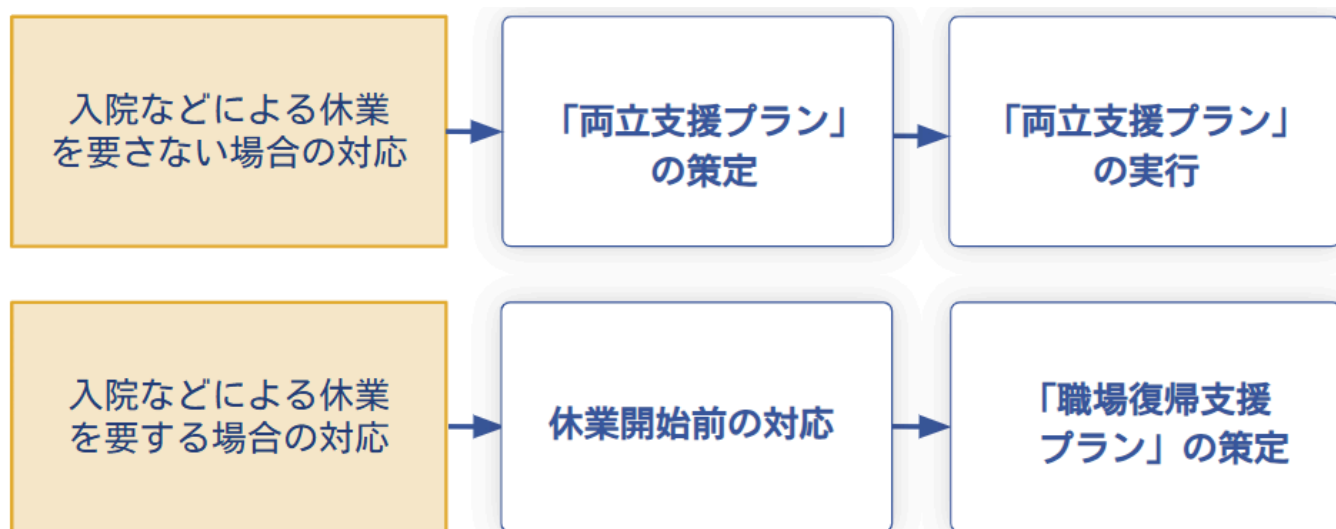 入院などによる休業
を要さない場合の対応
「両立支援プラン」
の策定
「両立支援プラン」
の実行
入院などによる休業
を要する場合の対応
休業開始前の対応
「職場復帰支援
プラン」の策定